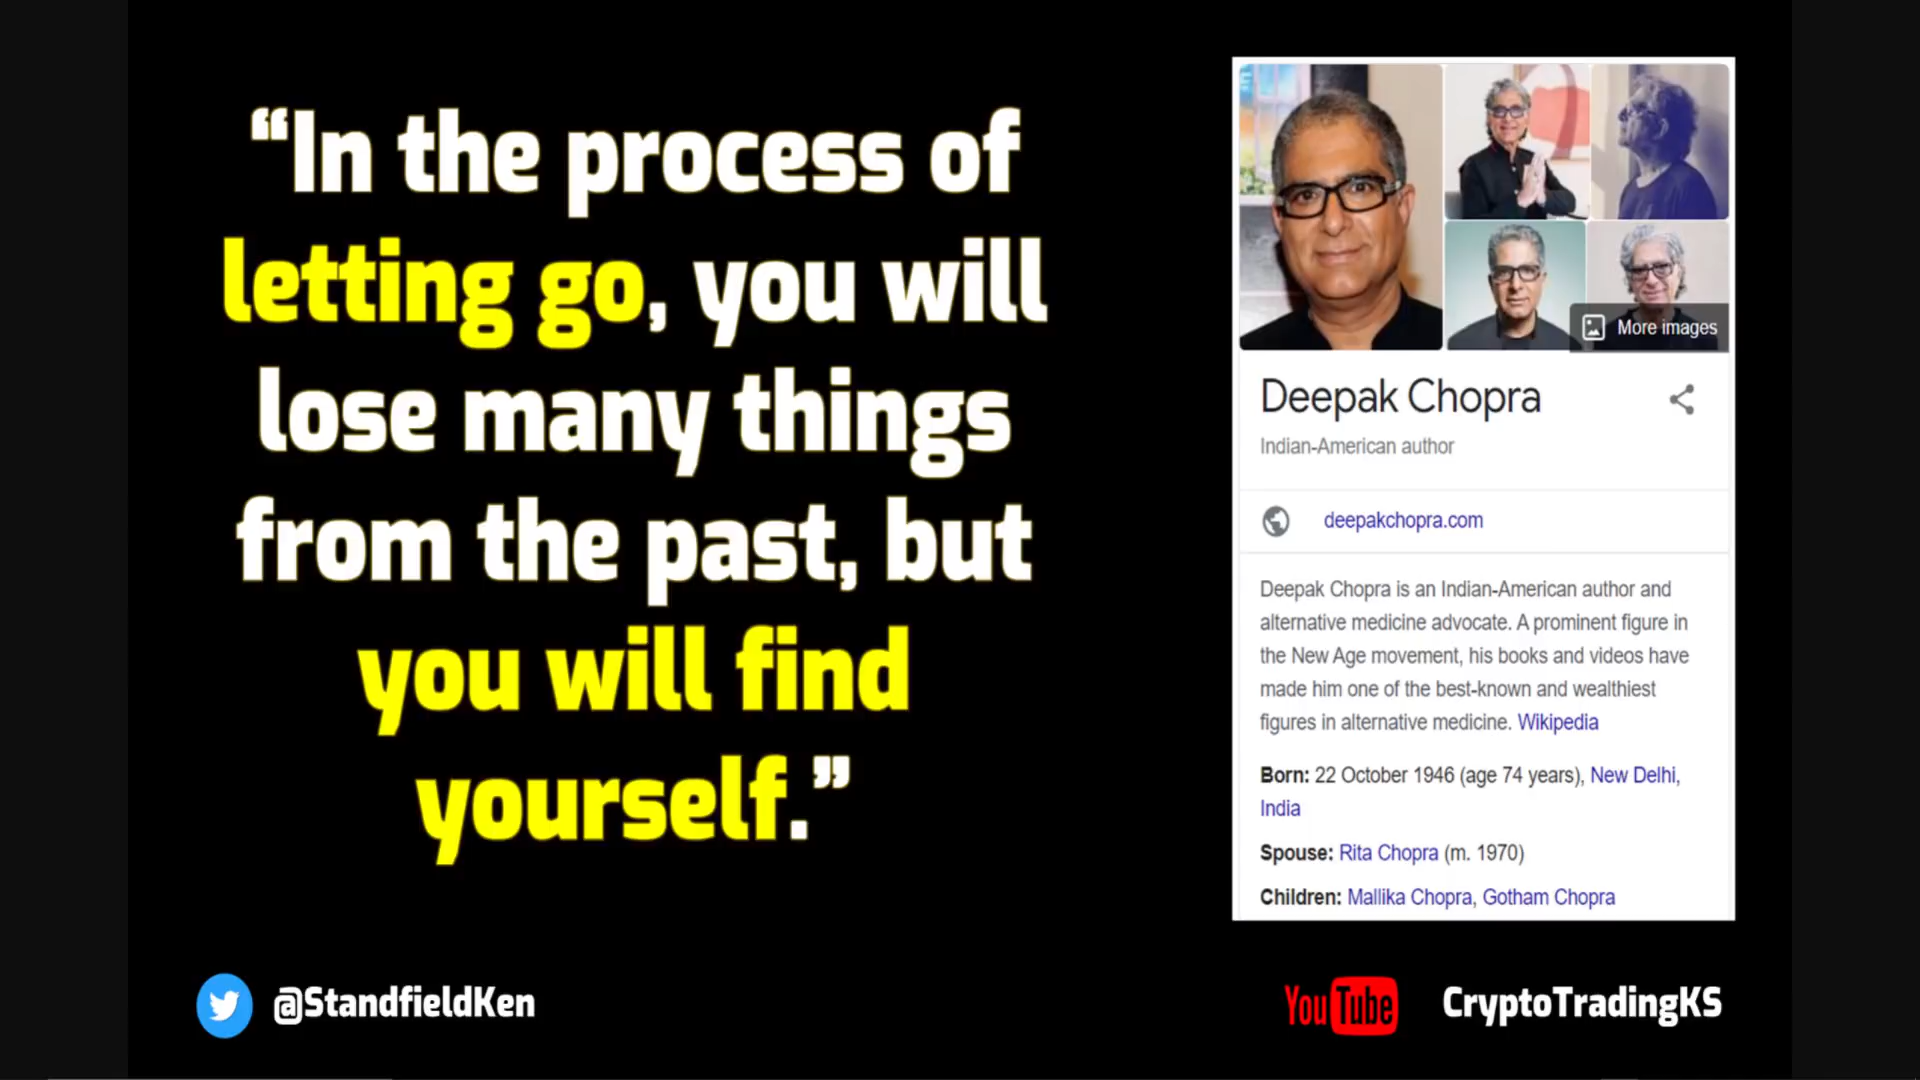 “In the process of
letting go, you will
lose many things
from the past, but
you will find
yourself.”
More images
Deepak Chopra
Indian-American author
deepakchopra.com
Deepak Chopra is an Indian-American author and
alternative medicine advocate. A prominent figure in
the New Age movement, his books and videos have
made him one of the best-known and wealthiest
figures in alternative medicine. Wikipedia
Born: 22 October 1946 (age 74 years), New Delhi,
India
Spouse: Rita Chopra (m. 1970)
Children: Mallika Chopra, Gotham Chopra
@StandfieldKen
YouTube CryptoTradingKS